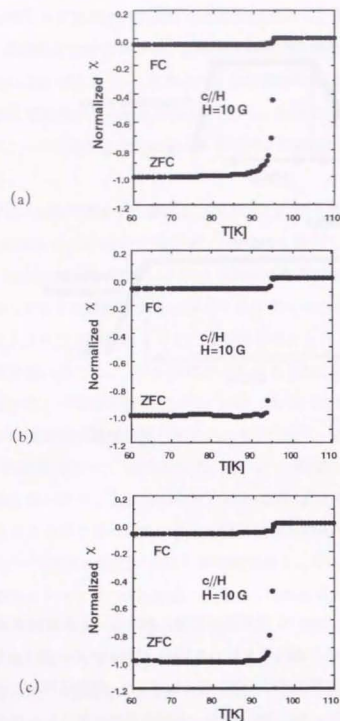 0.2
0.0
-0.2
-0.4
-0.6
-0.8
-1.0
-1.2
Normalized χ
FC
c//H
H=10 G
ZFC
60 70 80 90 100 110
T[K]
(a)
0.2
0.0
-0.2
-0.4
-0.6
-0.8
-1.0
-1.2
Normalized χ
FC
c//H
H=10 G
ZFC
60 70 80 90 100 110
T[K]
(b)
0.2
0.0
-0.2
-0.4
-0.6
-0.8
-1.0
-1.2
Normalized χ
FC
c//H
H=10 G
ZFC
60 70 80 90 100 110
T[K]
(c)